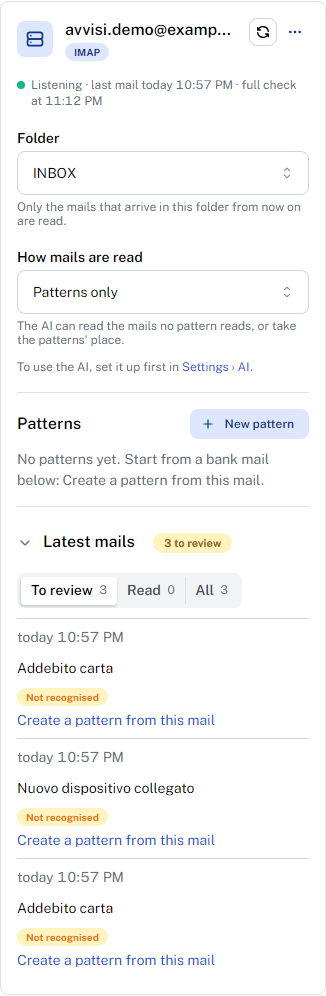 avvisi.demo@examp...
IMAP
Listening · last mail today 10:57 PM · full check
at 11:12 PM
Folder
INBOX
Only the mails that arrive in this folder from now on
are read.
How mails are read
Patterns only
The AI can read the mails no pattern reads, or take
the patterns' place.
To use the AI, set it up first in Settings › AI.
Patterns
+ New pattern
No patterns yet. Start from a bank mail
below: Create a pattern from this mail.
Latest mails
3 to review
To review 3 Read 0 All 3
today 10:57 PM
Addebito carta
Not recognised
Create a pattern from this mail
today 10:57 PM
Nuovo dispositivo collegato
Not recognised
Create a pattern from this mail
today 10:57 PM
Addebito carta
Not recognised
Create a pattern from this mail